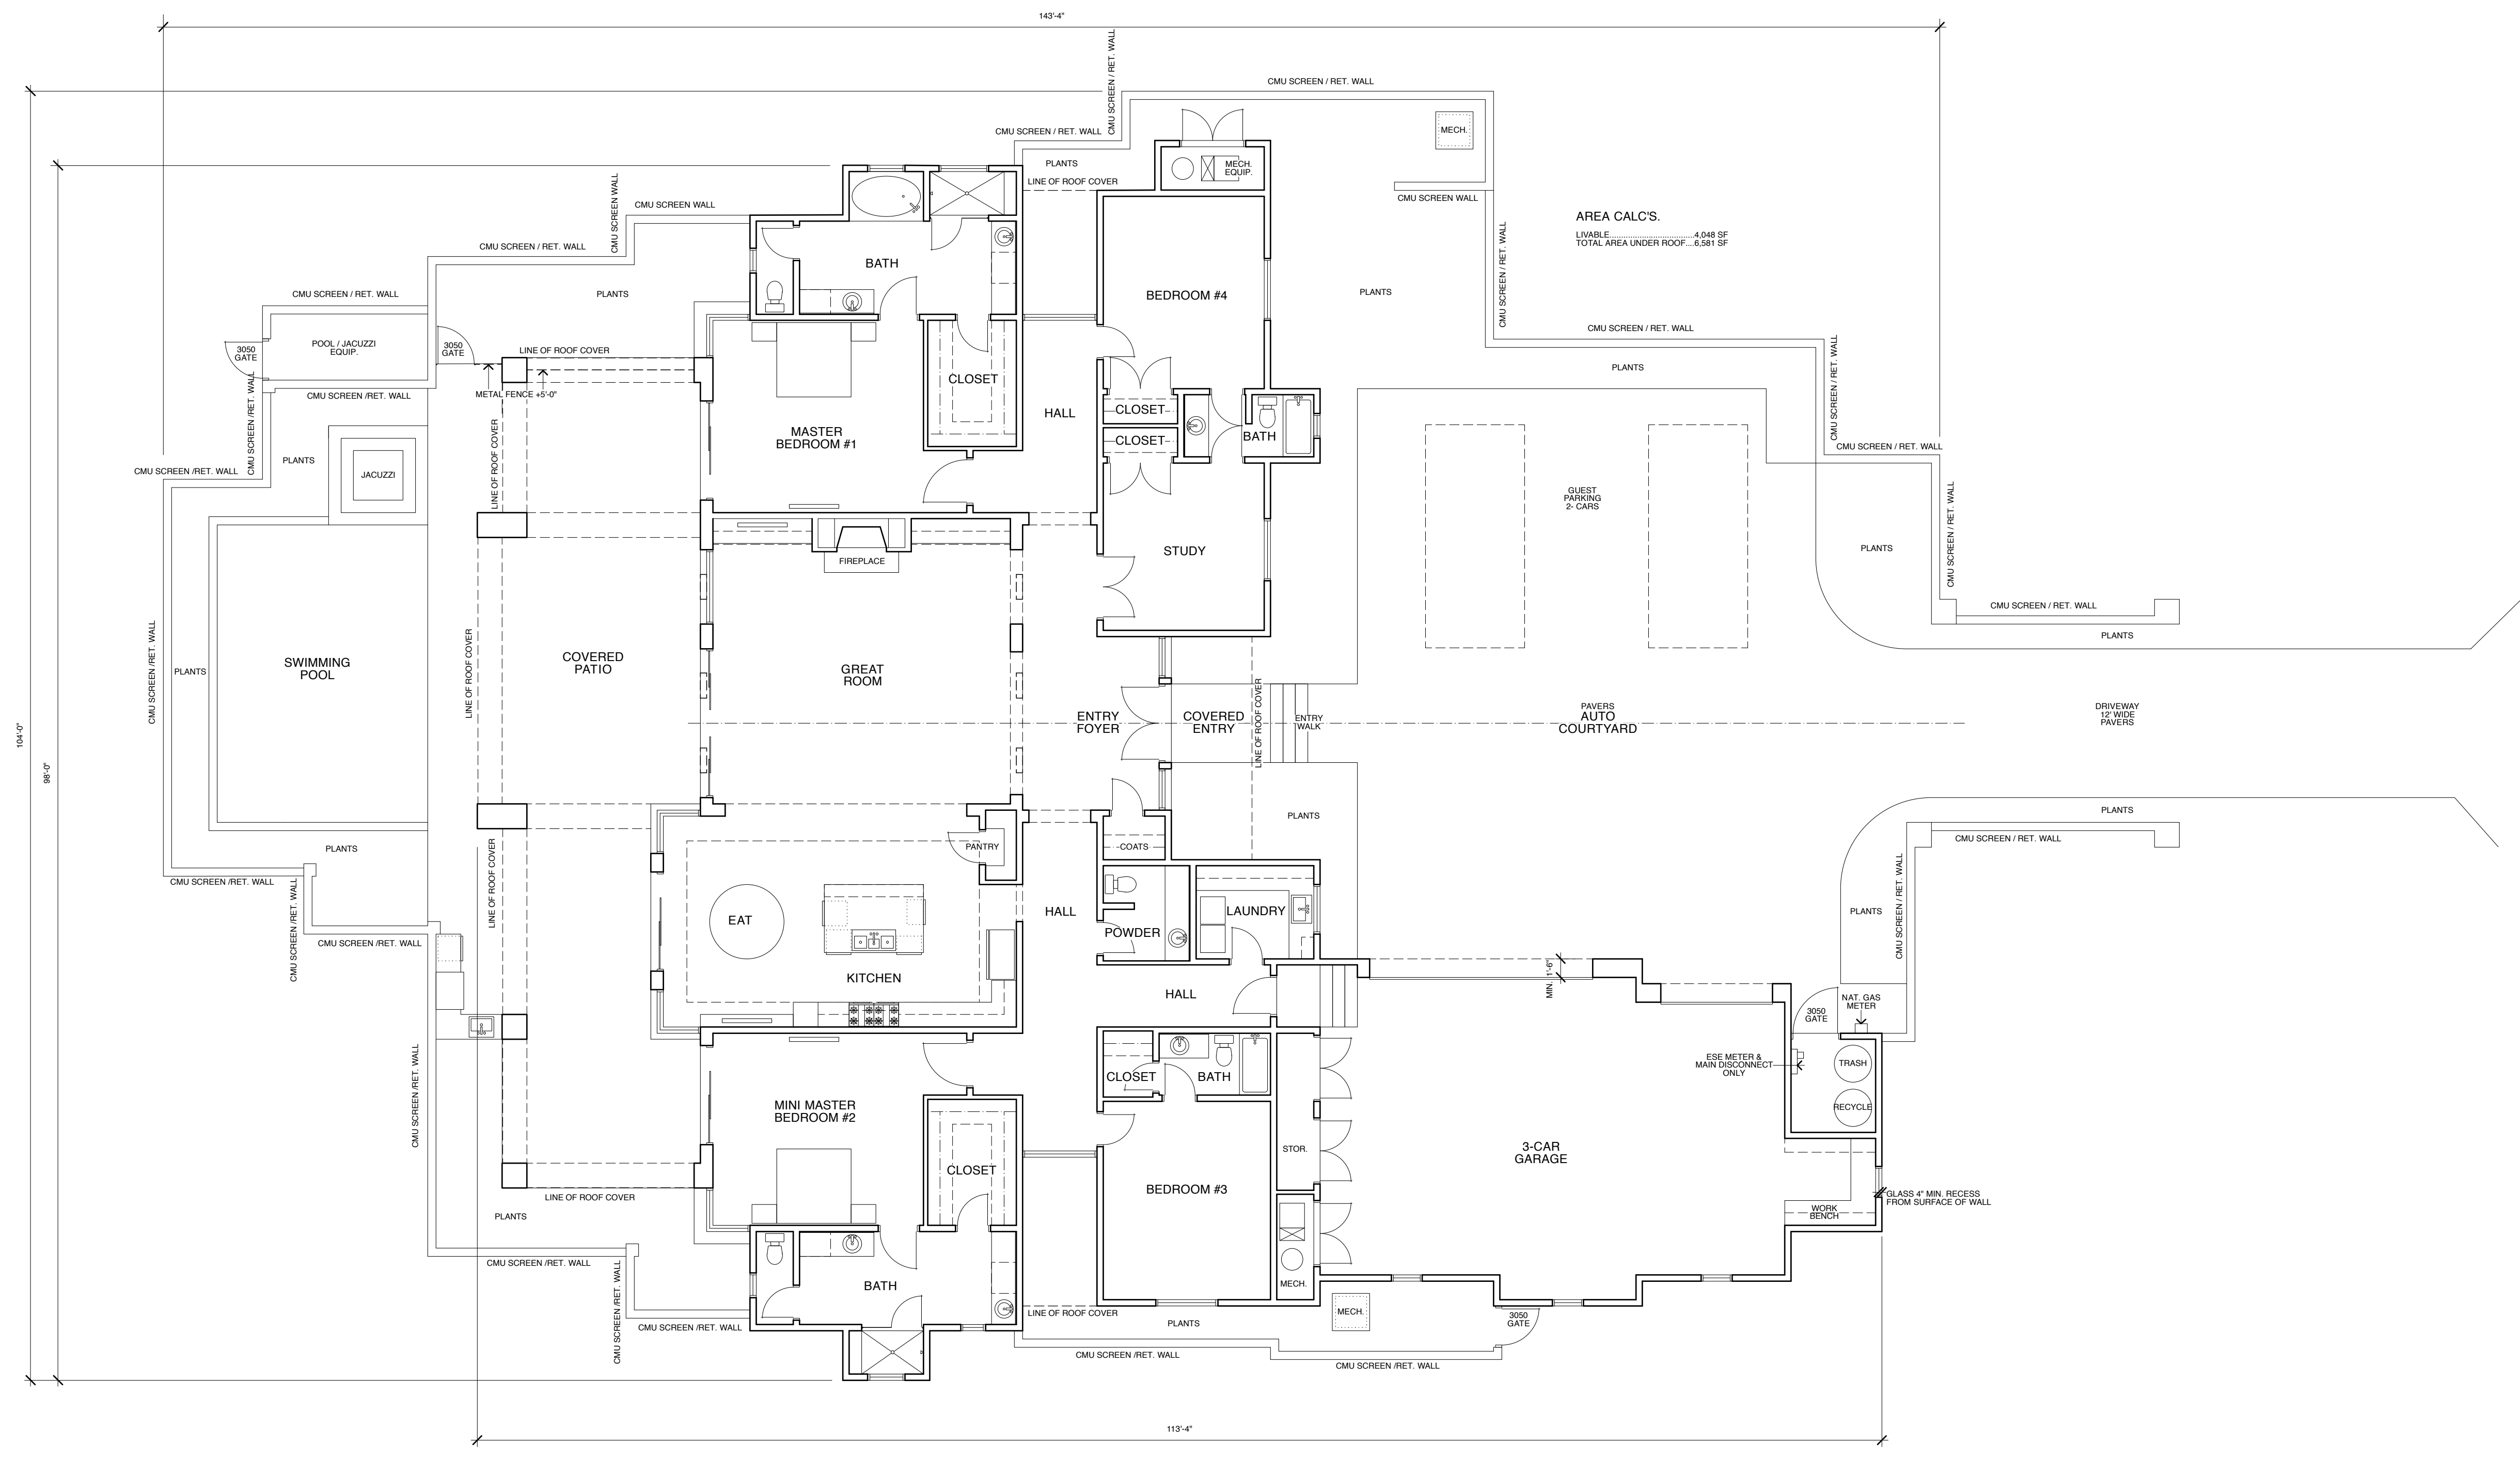 143'-4"
CMU SCREEN / RET. WALL
CMU SCREEN / RET. WALL
CMU SCREEN / RET. WALL
MECH.
PLANTS
MECH.
EQUIP.
LINE OF ROOF COVER
CMU SCREEN WALL
CMU SCREEN WALL
CMU SCREEN WALL
CMU SCREEN / RET. WALL
AREA CALC'S.
LIVABLE....................................4,048 SF
TOTAL AREA UNDER ROOF....6,581 SF
CMU SCREEN / RET. WALL
BATH
PLANTS
CMU SCREEN / RET. WALL
BEDROOM #4
PLANTS
CMU SCREEN / RET. WALL
POOL / JACUZZI
EQUIP.
3050
GATE
3050
GATE
LINE OF ROOF COVER
PLANTS
CMU SCREEN / RET. WALL
CMU SCREEN /RET. WALL
CMU SCREEN /RET. WALL
METAL FENCE +5'-0"
CLOSET
HALL
CLOSET
CLOSET
BATH
MASTER
BEDROOM #1
LINE OF ROOF COVER
CMU SCREEN / RET. WALL
CMU SCREEN /RET. WALL
PLANTS
JACUZZI
GUEST
PARKING
2- CARS
CMU SCREEN / RET. WALL
STUDY
PLANTS
FIREPLACE
CMU SCREEN / RET. WALL
PLANTS
CMU SCREEN /RET. WALL
PLANTS
SWIMMING
POOL
LINE OF ROOF COVER
COVERED
PATIO
GREAT
ROOM
ENTRY
FOYER
COVERED
ENTRY
LINE OF ROOF COVER
ENTRY
WALK
PAVERS
AUTO
COURTYARD
DRIVEWAY
12' WIDE
PAVERS
104'-0"
98'-0"
PLANTS
PLANTS
CMU SCREEN / RET. WALL
PLANTS
PANTRY
COATS
CMU SCREEN /RET. WALL
CMU SCREEN /RET. WALL
LINE OF ROOF COVER
EAT
HALL
LAUNDRY
POWDER
PLANTS
CMU SCREEN / RET. WALL
CMU SCREEN /RET. WALL
KITCHEN
HALL
MIN. 1'-6"
NAT. GAS
METER
3050
GATE
ESE METER &
MAIN DISCONNECT
ONLY
TRASH
RECYCLE
CMU SCREEN /RET. WALL
CLOSET
BATH
MINI MASTER
BEDROOM #2
STOR.
3-CAR
GARAGE
CLOSET
BEDROOM #3
LINE OF ROOF COVER
PLANTS
GLASS 4" MIN. RECESS
FROM SURFACE OF WALL
WORK
BENCH
CMU SCREEN /RET. WALL
CMU SCREEN /RET. WALL
BATH
MECH.
LINE OF ROOF COVER
MECH.
PLANTS
3050
GATE
CMU SCREEN /RET. WALL
CMU SCREEN /RET. WALL
CMU SCREEN /RET. WALL
113'-4"